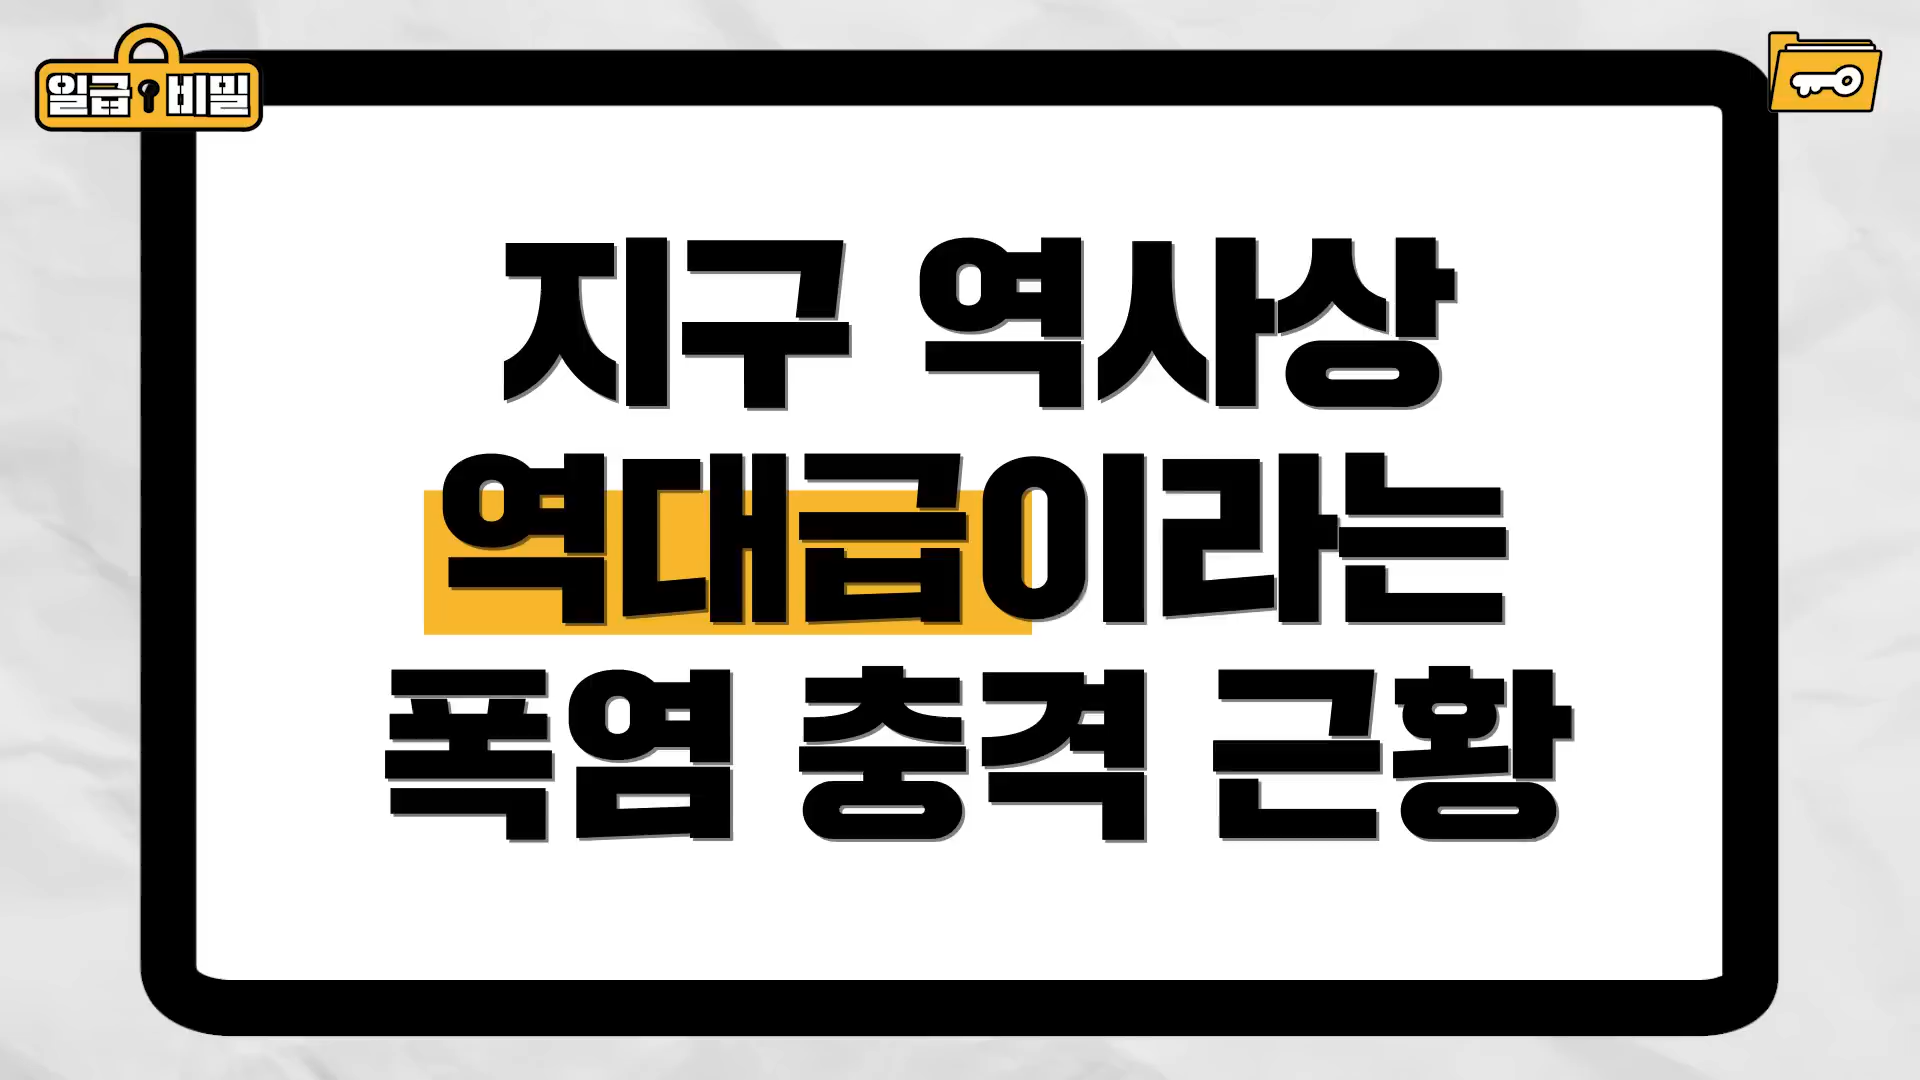 일급비밀
지구 역사상
역대급이라는
폭염 충격 근황